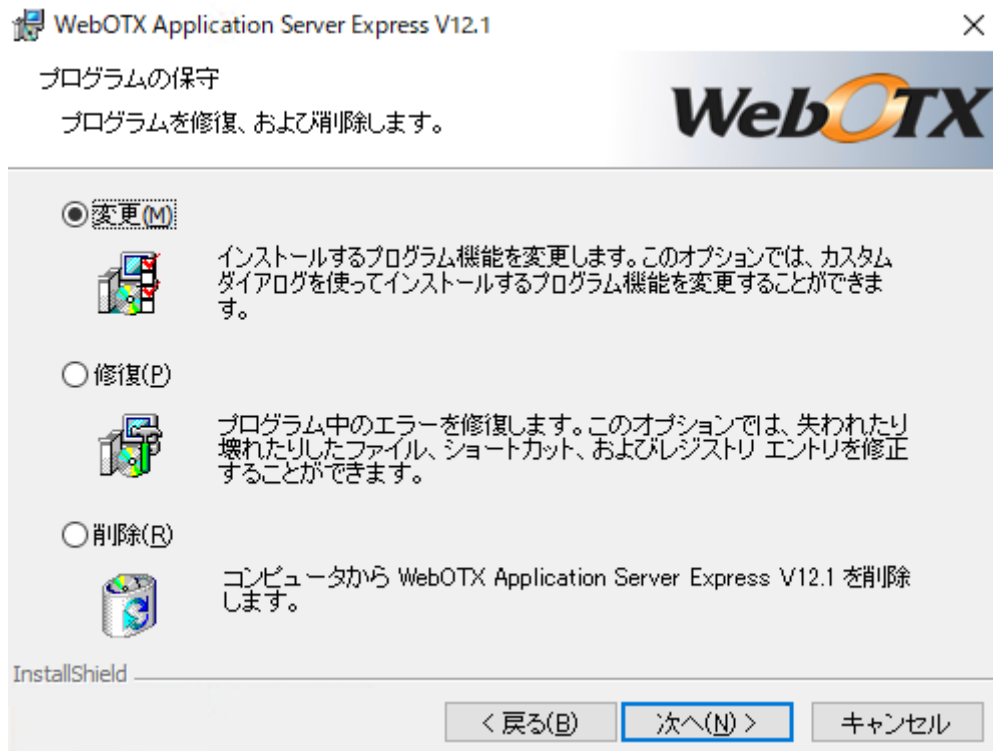 WebOTX Application Server Express V12.1
プログラムの保守
プログラムを修復、および削除します。
WebOTX
変更(M)
インストールするプログラム機能を変更します。このオプションでは、カスタム
ダイアログを使ってインストールするプログラム機能を変更することができま
す。
修復(P)
プログラム中のエラーを修復します。このオプションでは、失われたり
壊れたりしたファイル、ショートカット、およびレジストリ エントリを修正
することができます。
削除(R)
コンピュータから WebOTX Application Server Express V12.1 を削除
します。
InstallShield
< 戻る(B)
次へ(N) >
キャンセル